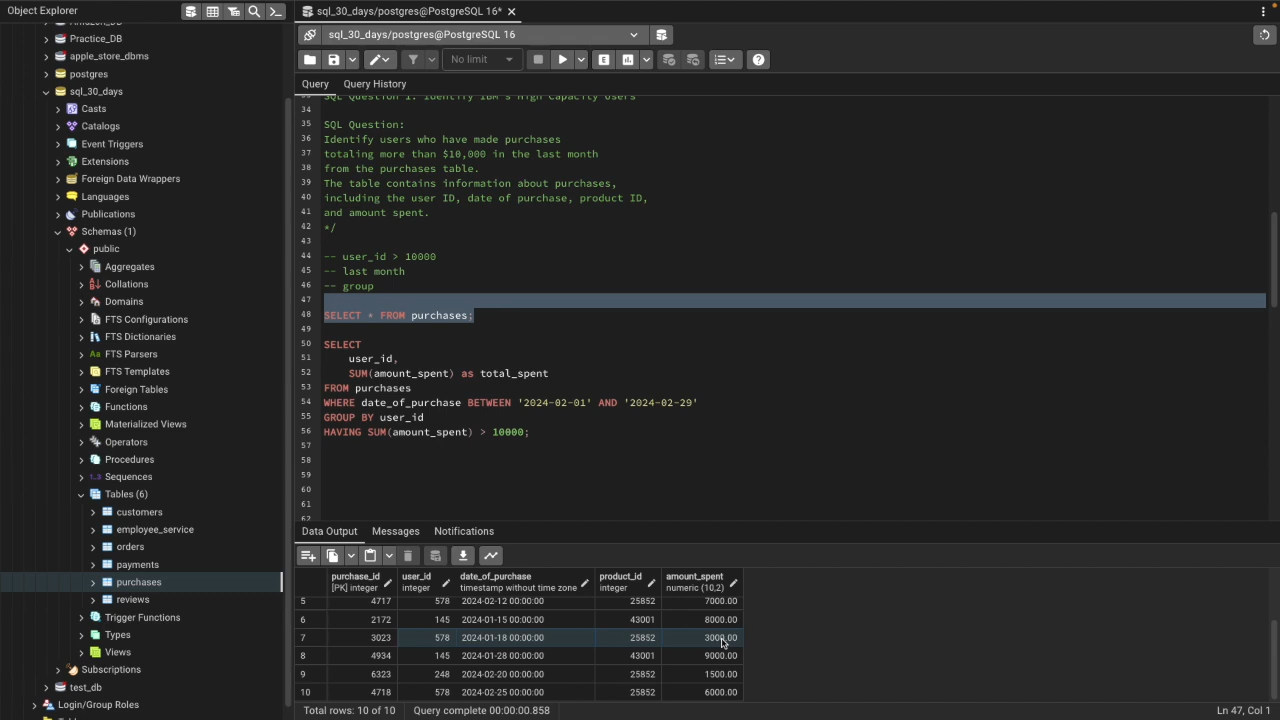 Object Explorer
sql_30_days/postgres@PostgreSQL 16*
sql_30_days/postgres@PostgreSQL 16
No limit
Query
Query History
Practice_DB
apple_store_dbms
postgres
sql_30_days
Casts
Catalogs
Event Triggers
Extensions
Foreign Data Wrappers
Languages
Publications
Schemas (1)
public
Aggregates
Collations
Domains
FTS Configurations
FTS Dictionaries
Aa FTS Parsers
FTS Templates
Foreign Tables
Functions
Materialized Views
Operators
Procedures
1..3 Sequences
Tables (6)
customers
employee_service
orders
payments
purchases
reviews
Trigger Functions
Types
Views
Subscriptions
test_db
Login/Group Roles
34
35 SQL Question:
36 Identify users who have made purchases
37 totaling more than $10,000 in the last month
38 from the purchases table.
39 The table contains information about purchases,
40 including the user ID, date of purchase, product ID,
41 and amount spent.
42 */
43
44 -- user_id > 10000
45 -- last month
46 -- group
47
48 SELECT * FROM purchases;
49
50 SELECT
51 user_id,
52 SUM(amount_spent) as total_spent
53 FROM purchases
54 WHERE date_of_purchase BETWEEN '2024-02-01' AND '2024-02-29'
55 GROUP BY user_id
56 HAVING SUM(amount_spent) > 10000;
57
58
59
60
61
62
Data Output
Messages
Notifications
purchase_id [PK] integer
user_id integer
date_of_purchase timestamp without time zone
product_id integer
amount_spent numeric (10,2)
5 4717 578 2024-02-12 00:00:00 25852 7000.00
6 2172 145 2024-01-15 00:00:00 43001 8000.00
7 3023 578 2024-01-18 00:00:00 25852 3000.00
8 4934 145 2024-01-28 00:00:00 43001 9000.00
9 6323 248 2024-02-20 00:00:00 25852 1500.00
10 4718 578 2024-02-25 00:00:00 25852 6000.00
Total rows: 10 of 10
Query complete 00:00:00.858
Ln 47, Col 1